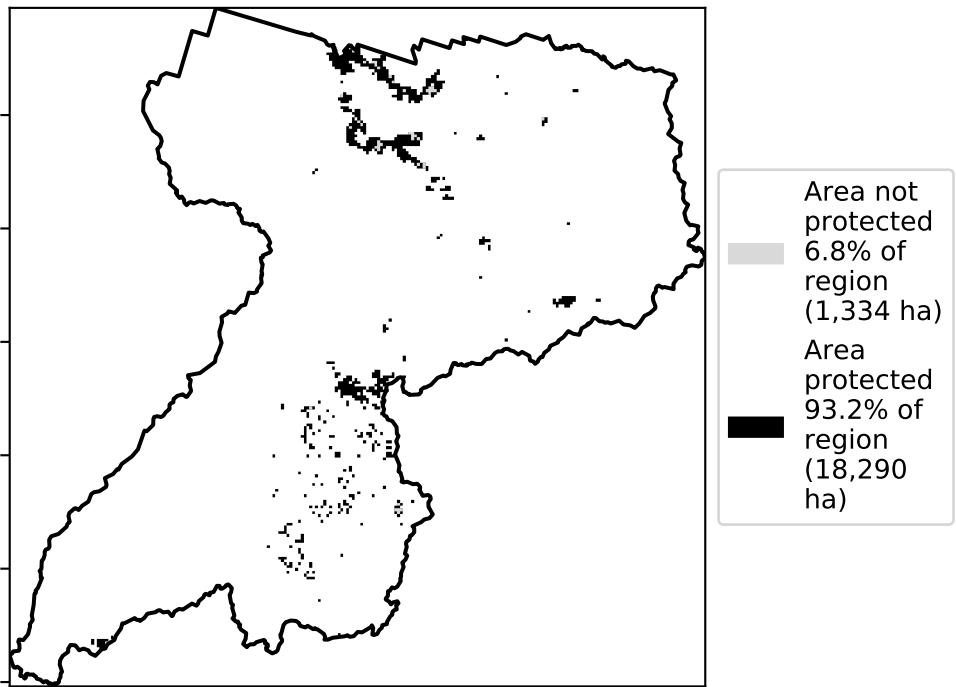 Area not
protected
6.8% of
region
(1,334 ha)
Area
protected
93.2% of
region
(18,290
ha)